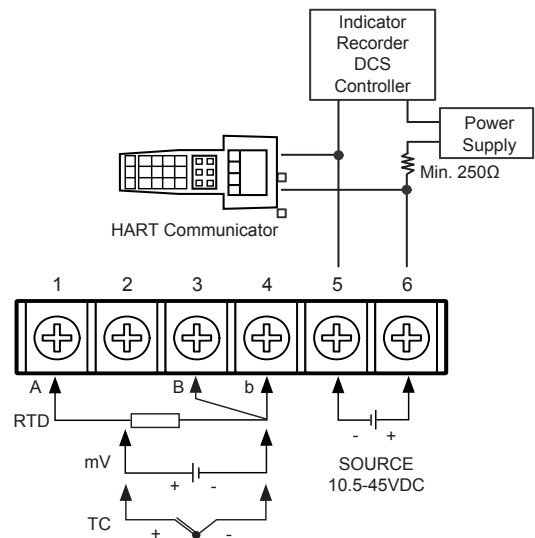 Indicator
Recorder
DCS
Controller
Power
Supply
Min. 250Ω
HART Communicator
1 2 3 4 5 6
A B b
RTD
- +
mV
+ -
SOURCE
10.5-45VDC
TC
+ -